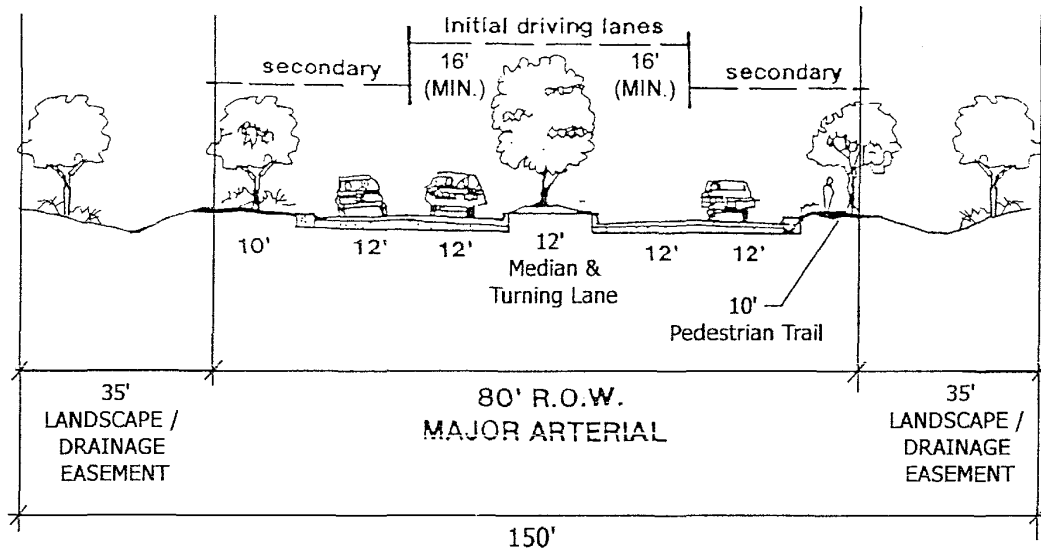 Initial driving lanes
secondary
16'
(MIN.)
16'
(MIN.)
secondary
10'
12'
12'
12'
Median &
Turning Lane
12'
12'
10'
Pedestrian Trail
35'
LANDSCAPE /
DRAINAGE
EASEMENT
80' R.O.W.
MAJOR ARTERIAL
35'
LANDSCAPE /
DRAINAGE
EASEMENT
150'